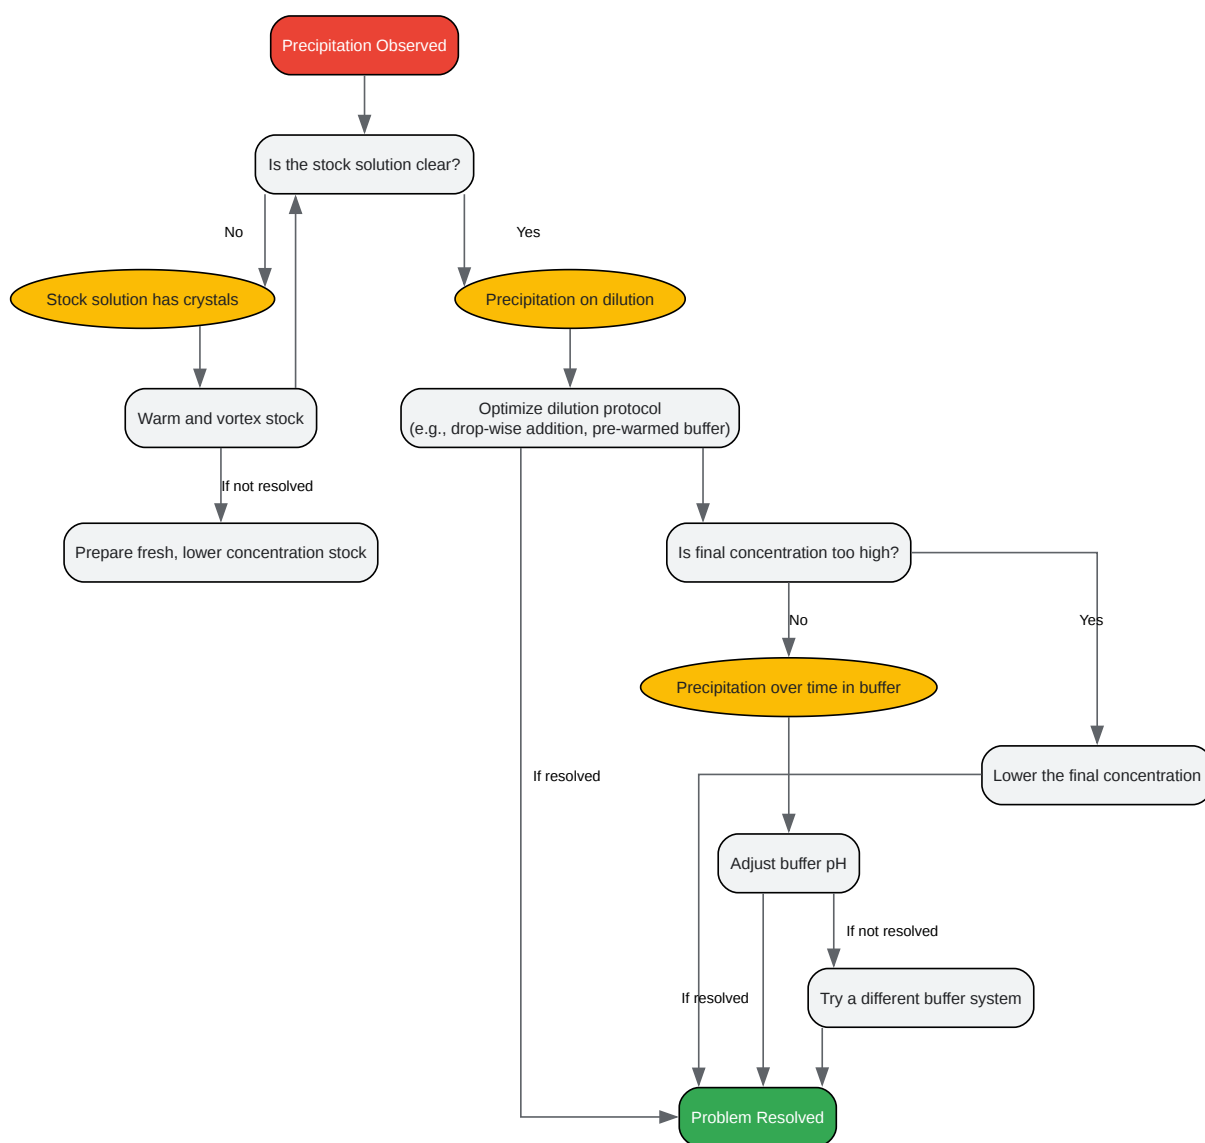 Precipitation Observed
Is the stock solution clear?
No
Yes
Stock solution has crystals
Precipitation on dilution
Warm and vortex stock
Optimize dilution protocol
(e.g., drop-wise addition, pre-warmed buffer)
If not resolved
Prepare fresh, lower concentration stock
Is final concentration too high?
No
Yes
Precipitation over time in buffer
If resolved
Lower the final concentration
Adjust buffer pH
If not resolved
If resolved
Try a different buffer system
Problem Resolved